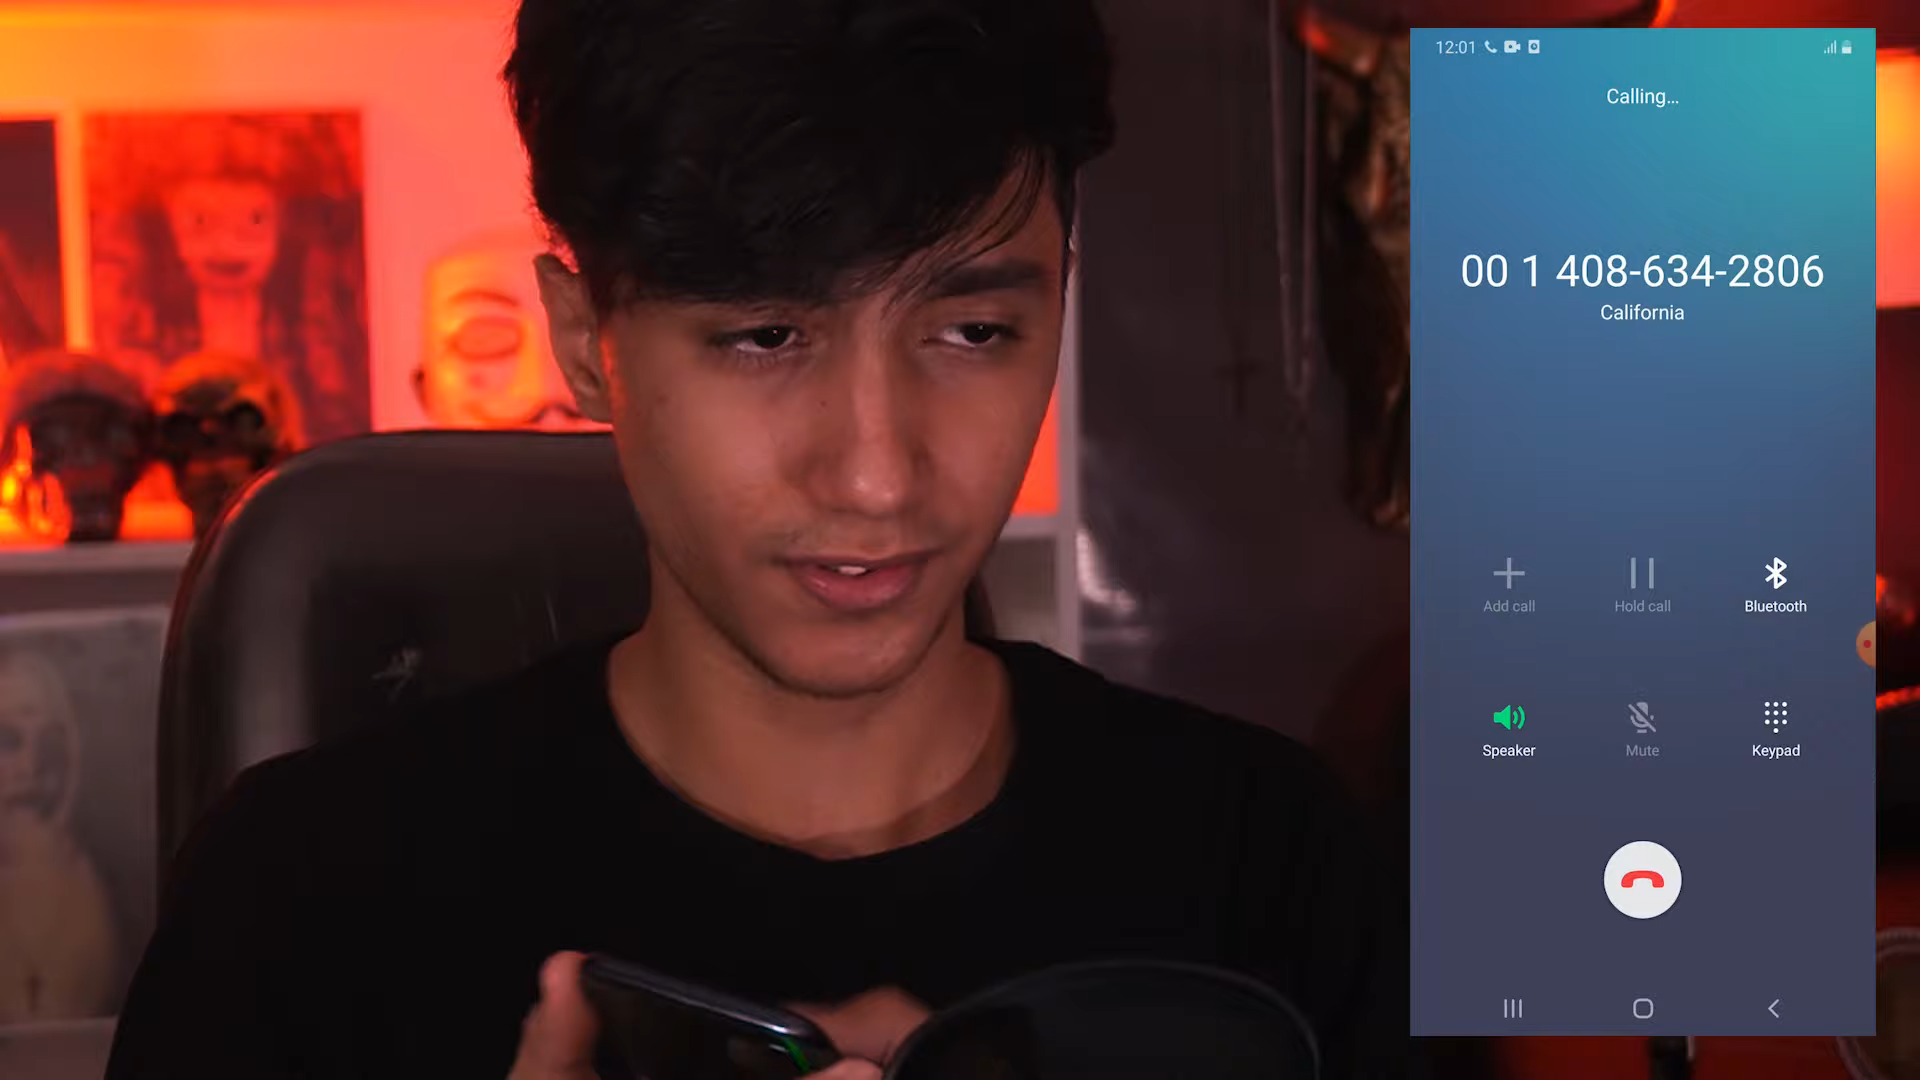 12:01
Calling...
00 1 408-634-2806
California
Add call
Hold call
Bluetooth
Speaker
Mute
Keypad